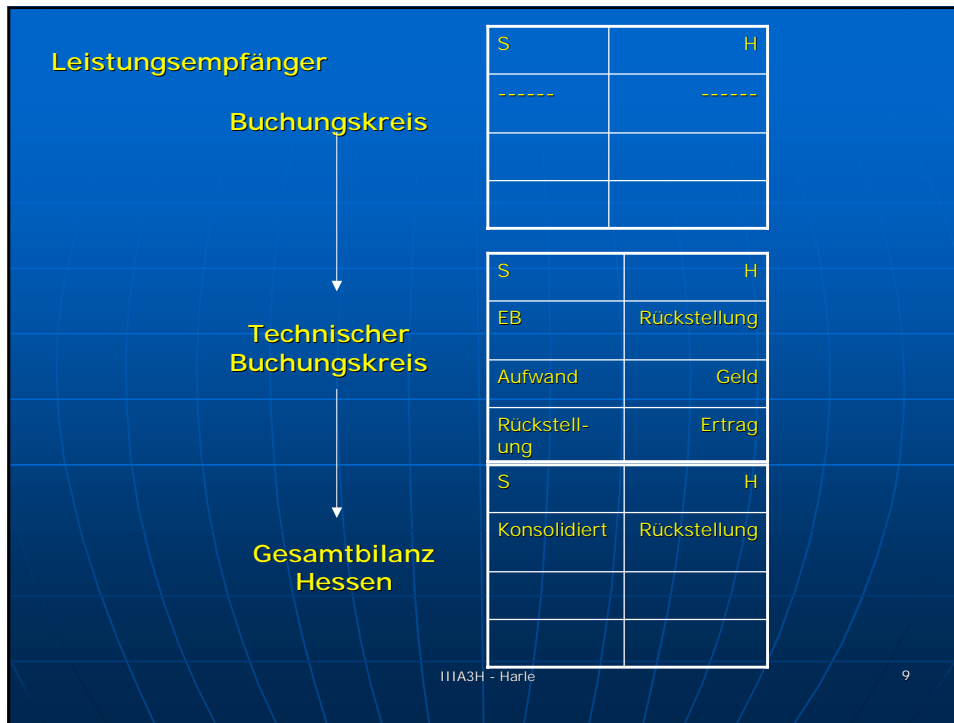 Leistungsempfänger
Buchungskreis
S H
------ ------
Technischer
Buchungskreis
S H
EB Rückstellung
Aufwand Geld
Rückstell- Ertrag
ung
Gesamtbilanz
Hessen
S H
Konsolidiert Rückstellung
IIIA3H - Harle
9